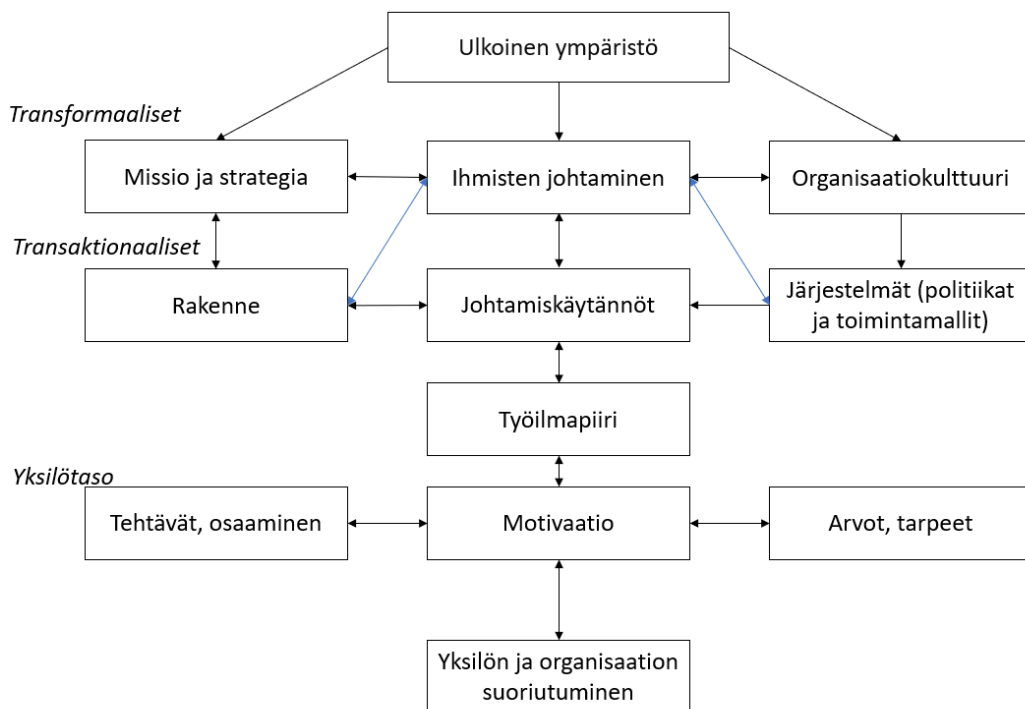 Ulkoinen ympäristö
Transformaaliset
Missio ja strategia
Ihmisten johtaminen
Organisaatiokulttuuri
Transaktionaaliset
Rakenne
Johtamiskäytännöt
Järjestelmät (politiikat
ja toimintamallit)
Työilmapiiri
Yksilötaso
Tehtävät, osaaminen
Motivaatio
Arvot, tarpeet
Yksilön ja organisaation
suoriutuminen